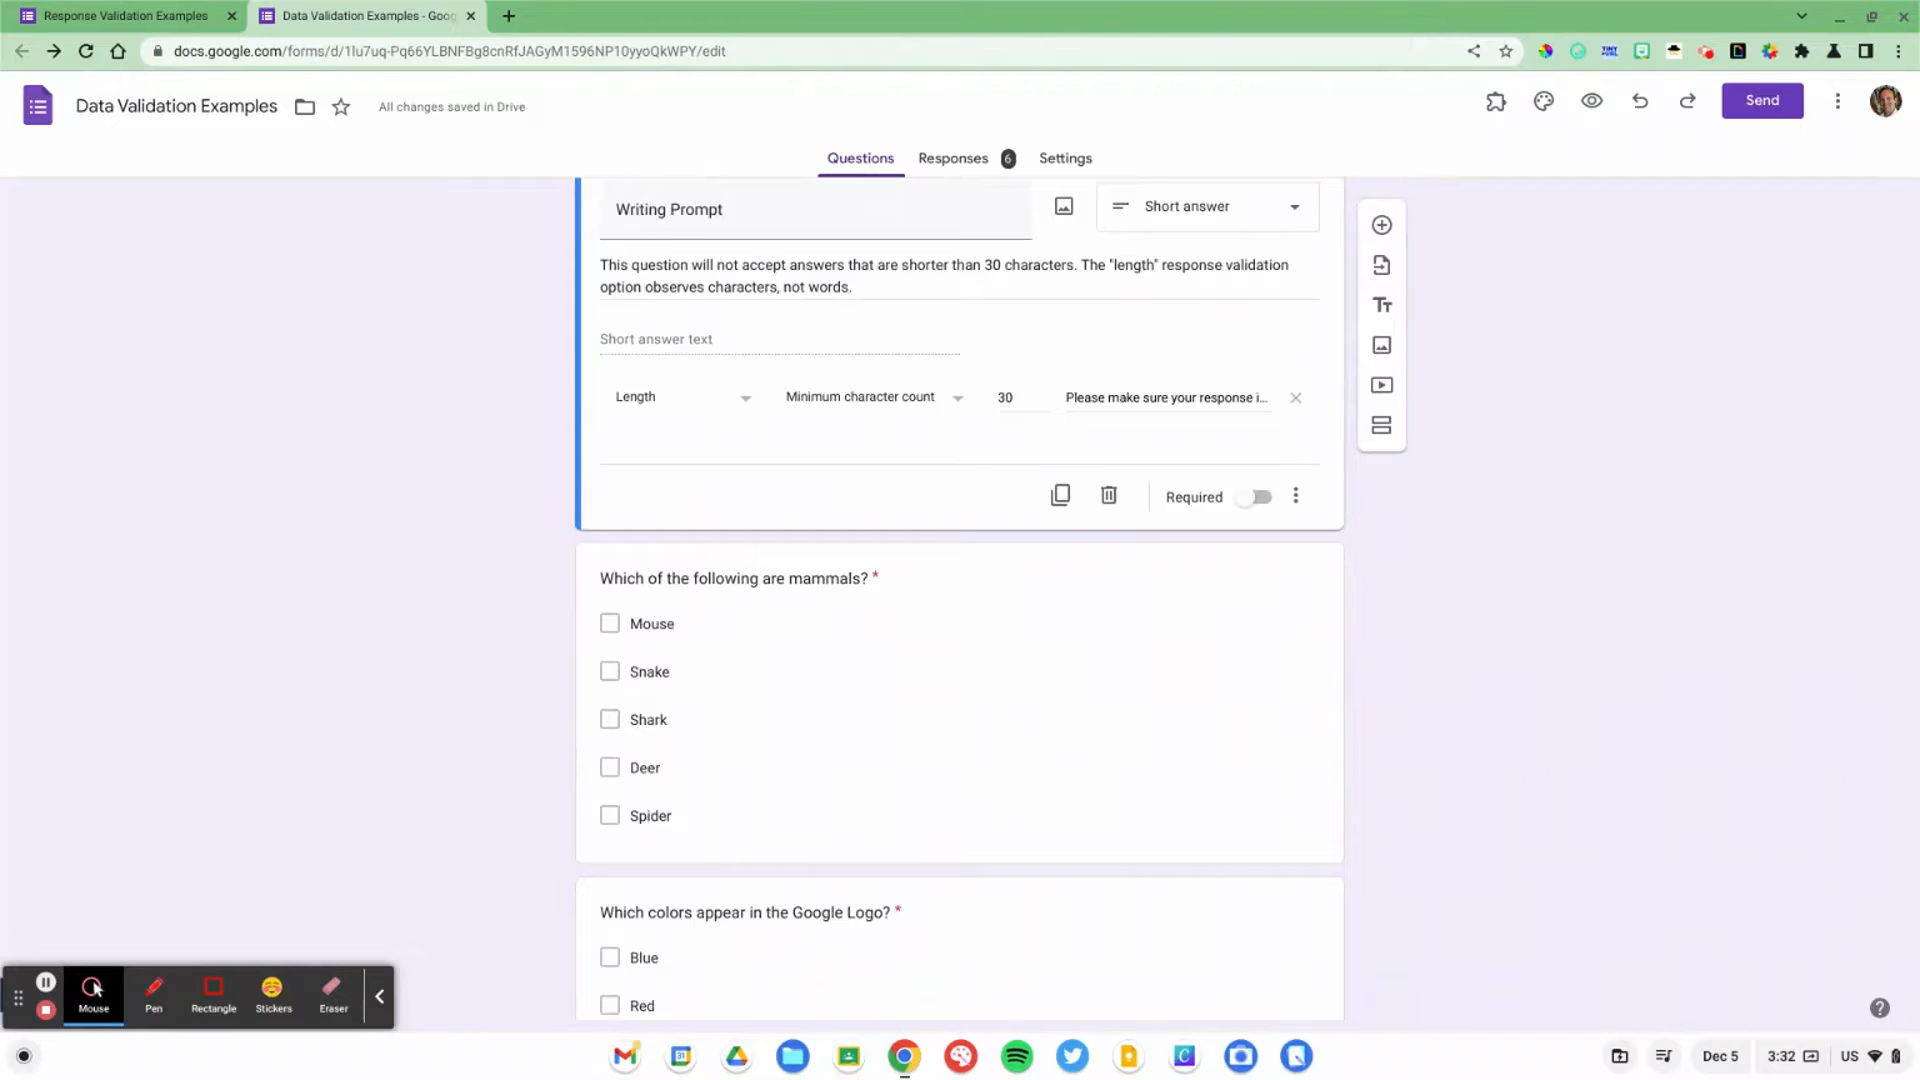 Response Validation Examples
Data Validation Examples - Goog
docs.google.com/forms/d/1lu7uq-Pq66YLBNFBg8cnRfJAGyM1596NP10yyoQkWPY/edit
Data Validation Examples
All changes saved in Drive
Send
Questions
Responses 6
Settings
Writing Prompt
Short answer
This question will not accept answers that are shorter than 30 characters. The "length" response validation
option observes characters, not words.
Short answer text
Length
Minimum character count
30
Please make sure your response i...
Required
Which of the following are mammals? *
Mouse
Snake
Shark
Deer
Spider
Which colors appear in the Google Logo? *
Blue
Red
Mouse
Pen
Rectangle
Stickers
Eraser
Dec 5
3:32
US